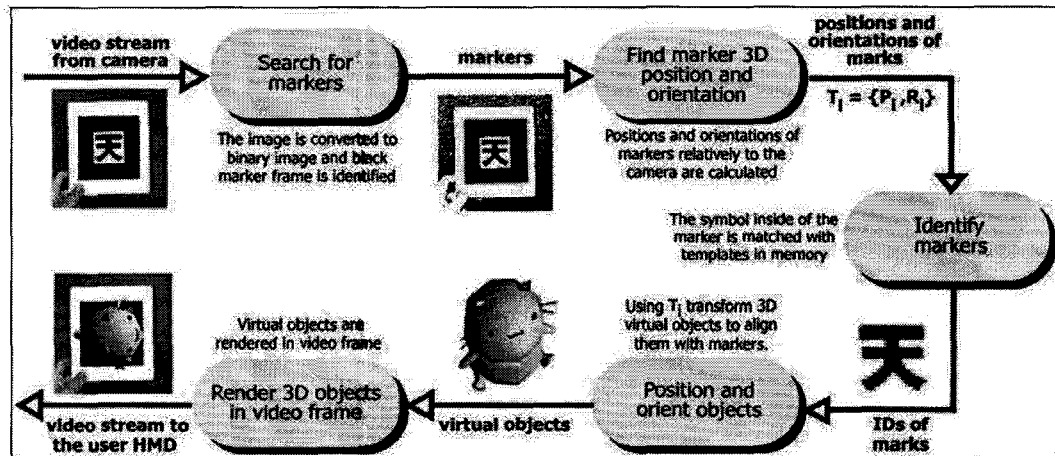 video stream
from camera
Search for
markers
The image is converted to
binary image and black
marker frame is identified
天
markers
天
Find marker 3D
position and
orientation
Positions and orientations of
markers relatively to the
camera are calculated
positions and
orientations of
marks
Ti = {Pi,Ri}
The symbol inside of the
marker is matched with
templates in memory
Identify
markers
天
IDs of
marks
Using Ti transform 3D
virtual objects to align
them with markers.
Position and
orient objects
virtual objects
Virtual objects are
rendered in video frame
Render 3D objects
in video frame
video stream to
the user HMD